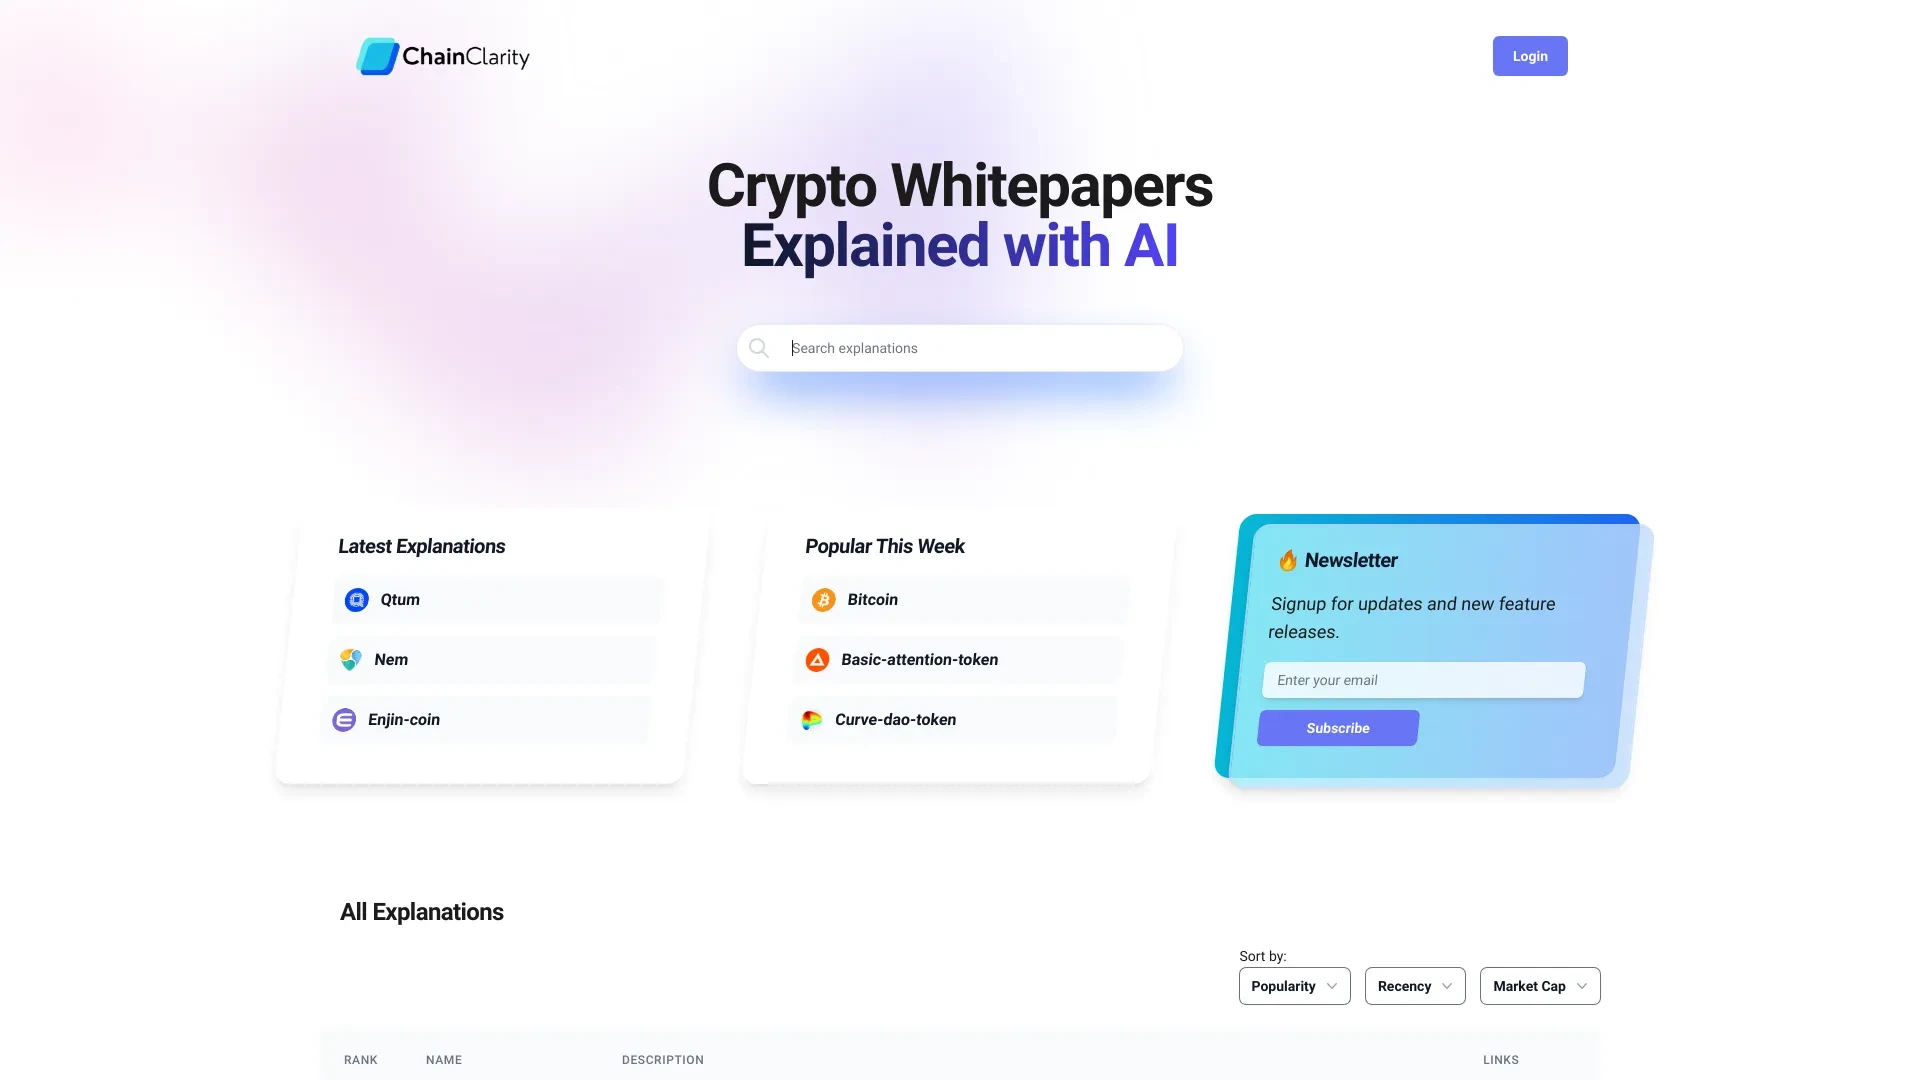 ChainClarity
Login
Crypto Whitepapers
Explained with AI
Search explanations
Latest Explanations
Qtum
Nem
Enjin-coin
Popular This Week
Bitcoin
Basic-attention-token
Curve-dao-token
🔥 Newsletter
Signup for updates and new feature
releases.
Enter your email
Subscribe
All Explanations
Sort by:
Popularity Recency Market Cap
RANK NAME DESCRIPTION LINKS